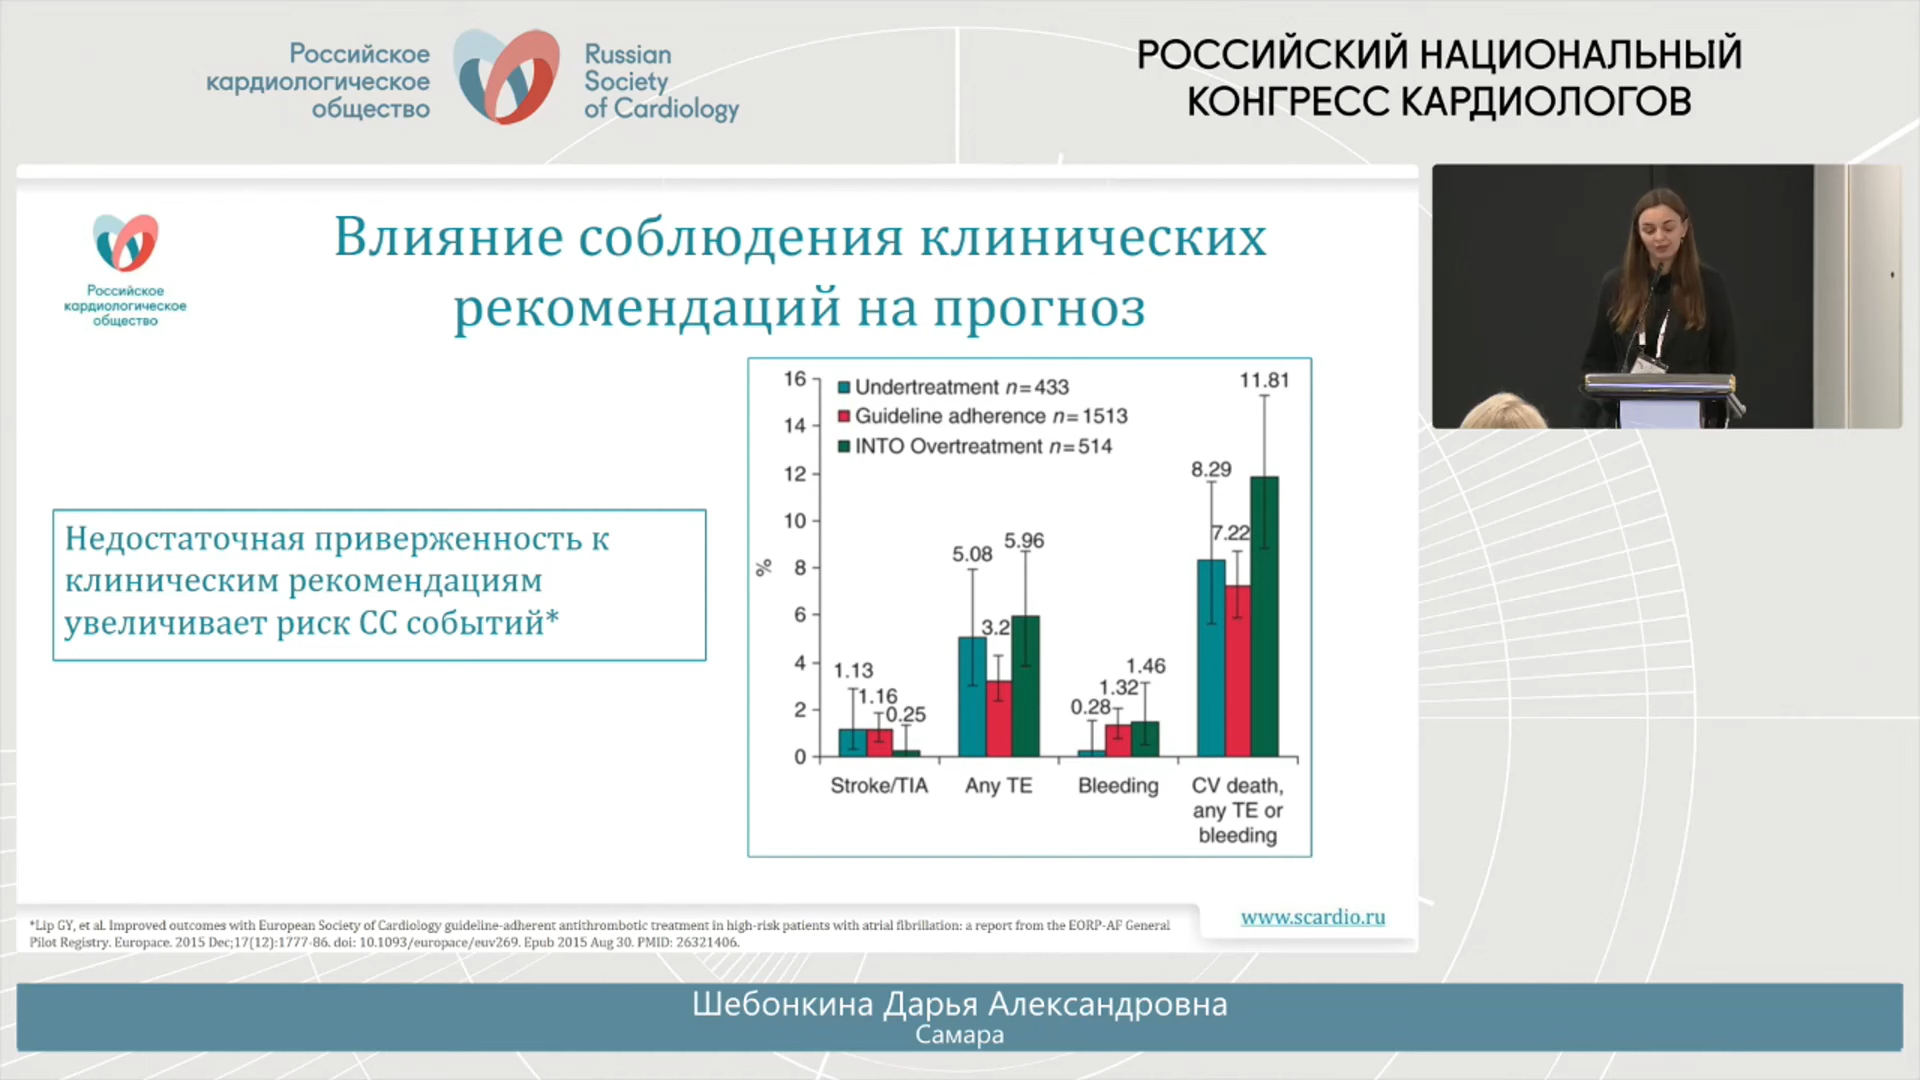 Российское
кардиологическое
общество
Russian
Society
of Cardiology
РОССИЙСКИЙ НАЦИОНАЛЬНЫЙ
КОНГРЕСС КАРДИОЛОГОВ
Российское
кардиологическое
общество
Влияние соблюдения клинических
рекомендаций на прогноз
Недостаточная приверженность к
клиническим рекомендациям
увеличивает риск СС событий*
Undertreatment n=433
Guideline adherence n=1513
INTO Overtreatment n=514
%
16
14
12
10
8
6
4
2
0
1.13
1.16
0.25
5.08
3.2
5.96
0.28
1.32
1.46
8.29
7.22
11.81
Stroke/TIA
Any TE
Bleeding
CV death,
any TE or
bleeding
*Lip GY, et al. Improved outcomes with European Society of Cardiology guideline-adherent antithrombotic treatment in high-risk patients with atrial fibrillation: a report from the EORP-AF General
Pilot Registry. Europace. 2015 Dec;17(12):1777-86. doi: 10.1093/europace/euv269. Epub 2015 Aug 30. PMID: 26321406.
www.scardio.ru
Шебонкина Дарья Александровна
Самара